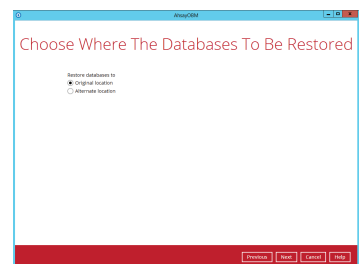 AhsayOBM
Choose Where The Databases To Be Restored
Restore databases to
Original location
Alternate location
Previous Next Cancel Help